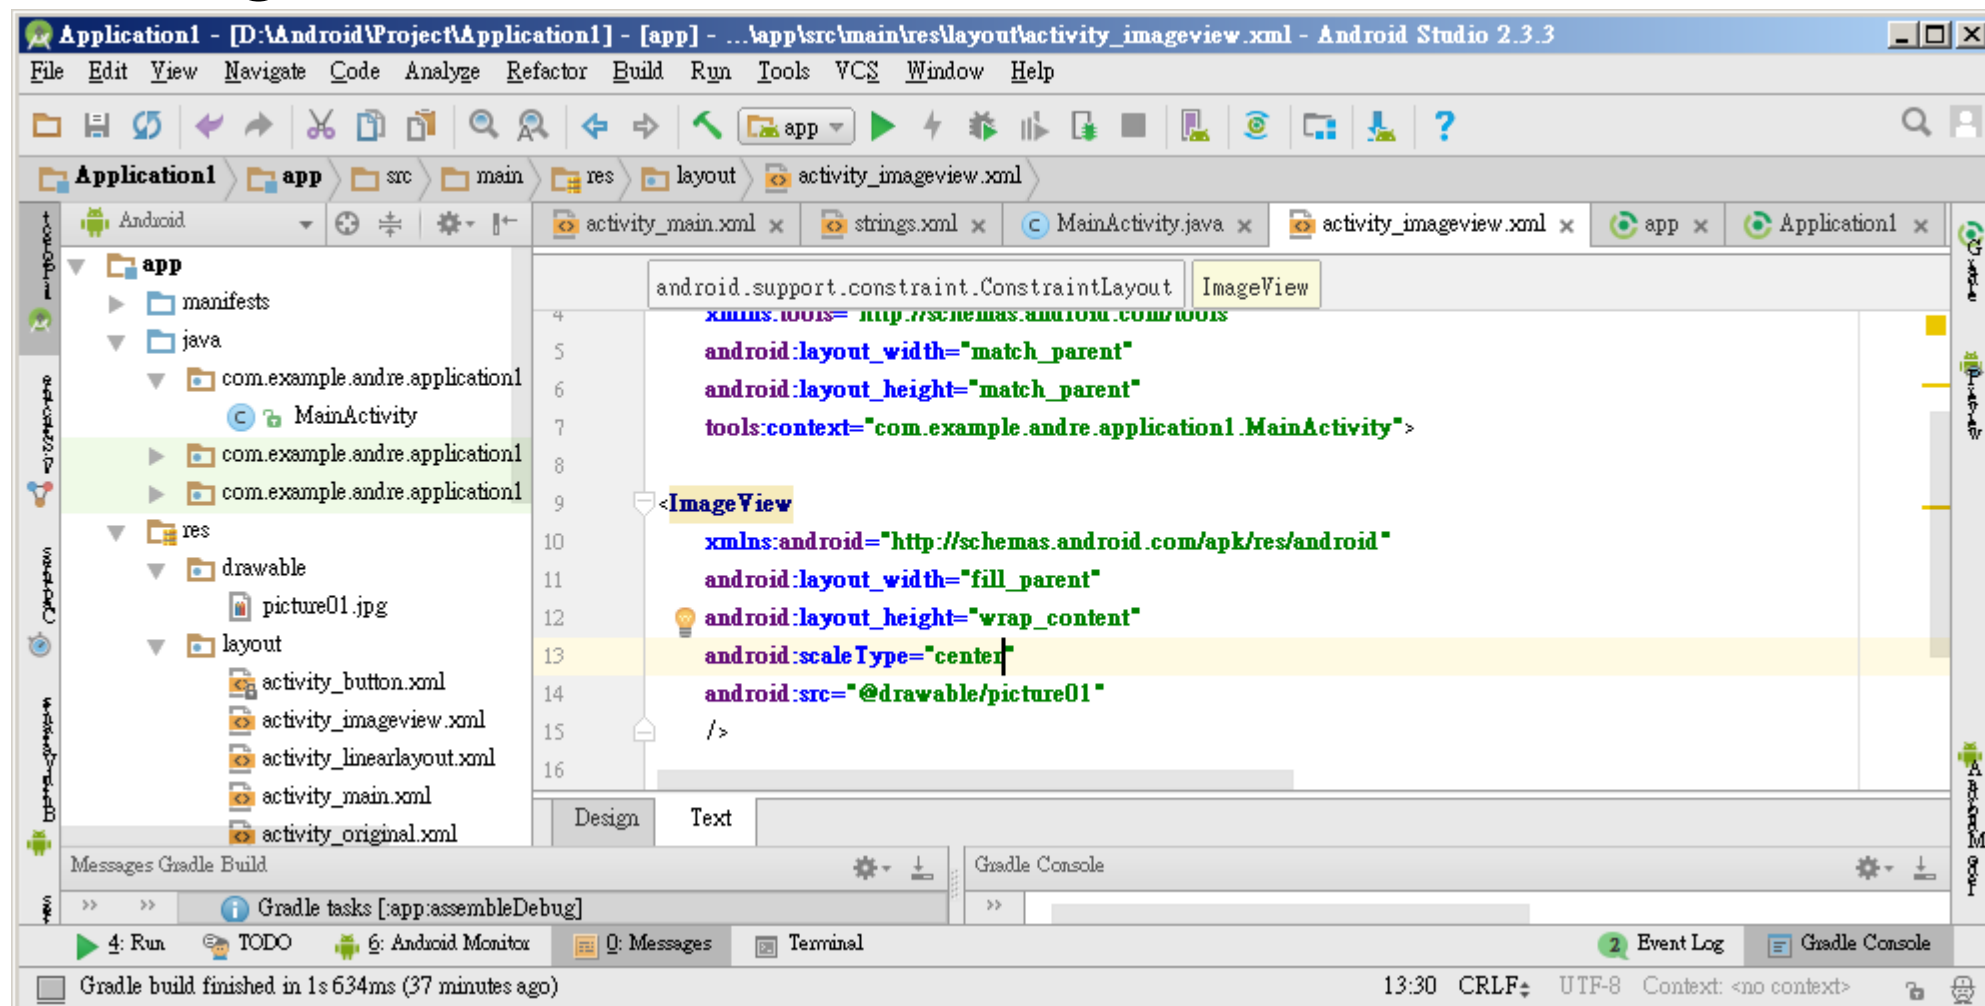 Application1 - [D:\Android\Project\Application1] - [app] - ...\app\src\main\res\layout\activity_imageview.xml - Android Studio 2.3.3
File Edit View Navigate Code Analyze Refactor Build Run Tools VCS Window Help
app
Application1 app src main res layout activity_imageview.xml
Android
activity_main.xml strings.xml MainActivity.java activity_imageview.xml app Application1
app
manifests
java
com.example.andre.application1
MainActivity
com.example.andre.application1
com.example.andre.application1
res
drawable
picture01.jpg
layout
activity_button.xml
activity_imageview.xml
activity_linearlayout.xml
activity_main.xml
activity_original.xml
android.support.constraint.ConstraintLayout ImageView
4 xmlns:tools="http://schemas.android.com/tools"
5 android:layout_width="match_parent"
6 android:layout_height="match_parent"
7 tools:context="com.example.andre.application1.MainActivity">
8
9 <ImageView
10 xmlns:android="http://schemas.android.com/apk/res/android"
11 android:layout_width="fill_parent"
12 android:layout_height="wrap_content"
13 android:scaleType="center"
14 android:src="@drawable/picture01"
15 />
16
Design Text
Messages Gradle Build
Gradle Console
Gradle tasks [:app:assembleDebug]
4: Run TODO 6: Android Monitor 0: Messages Terminal 2 Event Log Gradle Console
Gradle build finished in 1s 634ms (37 minutes ago) 13:30 CRLF UTF-8 Context: <no context>